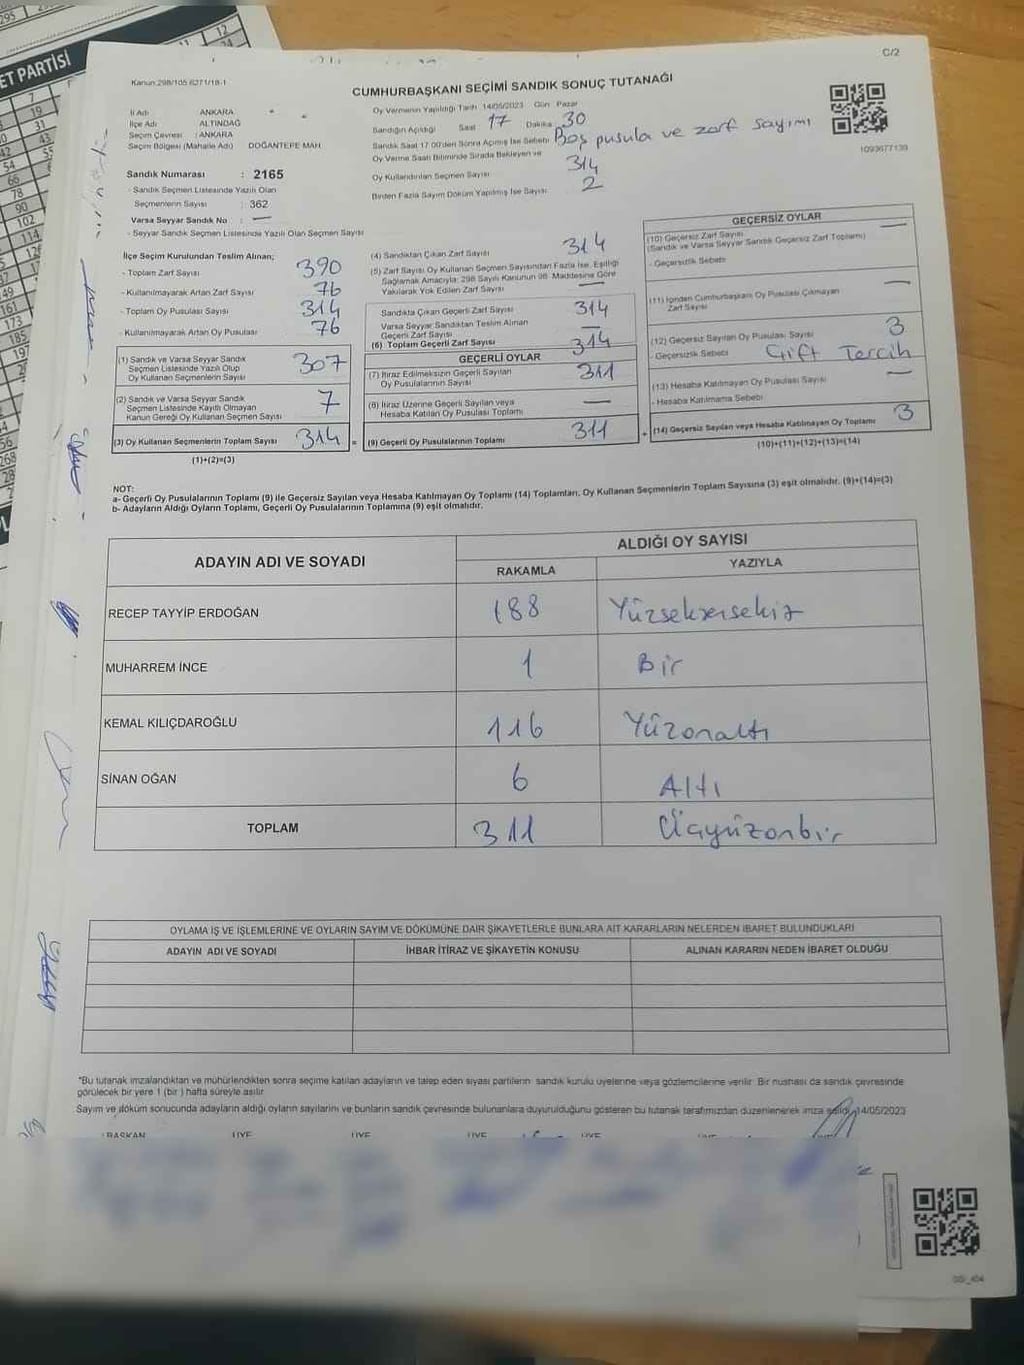 ET PARTİSİ
C/2
Kanun:298/105 6271/18-1
CUMHURBAŞKANI SEÇİMİ SANDIK SONUÇ TUTANAĞI
İl Adı : ANKARA
İlçe Adı : ALTINDAĞ
Seçim Çevresi : ANKARA
Seçim Bölgesi (Mahalle Adı) DOĞANTEPE MAH.
Oy Vermenin Yapıldığı Tarih 14/05/2023 Gün Pazar
Sandığın Açıldığı Saat 17 Dakika 30
Sandık Saat 17.00'den Sonra Açılmış İse Sebebi Boş pusula ve zarf sayımı
Oy Verme Saati Bitiminde Sırada Bekleyen ve
Oy Kullandırılan Seçmen Sayısı 314
Birden Fazla Sayım Döküm Yapılmış İse Sayısı 2
1093677139
Sandık Numarası : 2165
- Sandık Seçmen Listesinde Yazılı Olan
Seçmenlerin Sayısı : 362
Varsa Seyyar Sandık No : —
- Seyyar Sandık Seçmen Listesinde Yazılı Olan Seçmen Sayısı
İlçe Seçim Kurulundan Teslim Alınan;
- Toplam Zarf Sayısı 390
- Kullanılmayarak Artan Zarf Sayısı 76
- Toplam Oy Pusulası Sayısı 314
- Kullanılmayarak Artan Oy Pusulası 76
(1) Sandık ve Varsa Seyyar Sandık
Seçmen Listesinde Yazılı Olup
Oy Kullanan Seçmenlerin Sayısı 307
(2) Sandık ve Varsa Seyyar Sandık
Seçmen Listesinde Kayıtlı Olmayan
Kanun Gereği Oy Kullanan Seçmen Sayısı 7
(3) Oy Kullanan Seçmenlerin Toplam Sayısı 314 =
(1)+(2)=(3)
(4) Sandıktan Çıkan Zarf Sayısı 314
(5) Zarf Sayısı Oy Kullanan Seçmen Sayısından Fazla İse, Eşitliği
Sağlamak Amacıyla; 298 Sayılı Kanunun 98. Maddesine Göre
Yakılarak Yok Edilen Zarf Sayısı —
Sandıkta Çıkan Geçerli Zarf Sayısı 314
Varsa Seyyar Sandıktan Teslim Alınan
Geçerli Zarf Sayısı —
(6) Toplam Geçerli Zarf Sayısı 314
GEÇERLİ OYLAR
(7) İtiraz Edilmeksizin Geçerli Sayılan
Oy Pusulalarının Sayısı 311
(8) İtiraz Üzerine Geçerli Sayılan veya
Hesaba Katılan Oy Pusulası Toplamı —
(9) Geçerli Oy Pusulalarının Toplamı 311 +
GEÇERSİZ OYLAR
(10) Geçersiz Zarf Sayısı
(Sandık ve Varsa Seyyar Sandık Geçersiz Zarf Toplamı) —
- Geçersizlik Sebebi
(11) İçinden Cumhurbaşkanı Oy Pusulası Çıkmayan
Zarf Sayısı —
(12) Geçersiz Sayılan Oy Pusulası Sayısı 3
- Geçersizlik Sebebi Çift Tercih
(13) Hesaba Katılmayan Oy Pusulası Sayısı —
- Hesaba Katılmama Sebebi
(14) Geçersiz Sayılan veya Hesaba Katılmayan Oy Toplamı 3
(10)+(11)+(12)+(13)=(14)
NOT:
a- Geçerli Oy Pusulalarının Toplamı (9) ile Geçersiz Sayılan veya Hesaba Katılmayan Oy Toplamı (14) Toplamları, Oy Kullanan Seçmenlerin Toplam Sayısına (3) eşit olmalıdır. (9)+(14)=(3)
b- Adayların Aldığı Oyların Toplamı, Geçerli Oy Pusulalarının Toplamına (9) eşit olmalıdır.
ADAYIN ADI VE SOYADI
ALDIĞI OY SAYISI
RAKAMLA YAZIYLA
RECEP TAYYİP ERDOĞAN 188 Yüzseksensekiz
MUHARREM İNCE 1 Bir
KEMAL KILIÇDAROĞLU 116 Yüzonaltı
SİNAN OĞAN 6 Altı
TOPLAM 311 Üçyüzonbir
OYLAMA İŞ VE İŞLEMLERİNE VE OYLARIN SAYIM VE DÖKÜMÜNE DAİR ŞİKAYETLERLE BUNLARA AİT KARARLARIN NELERDEN İBARET BULUNDUKLARI
ADAYIN ADI VE SOYADI İHBAR İTİRAZ VE ŞİKAYETİN KONUSU ALINAN KARARIN NEDEN İBARET OLDUĞU
*Bu tutanak imzalandıktan ve mühürlendikten sonra seçime katılan adayların ve talep eden siyasi partilerin sandık kurulu üyelerine veya gözlemcilerine verilir. Bir nüshası da sandık çevresinde
görülecek bir yere 1 (bir) hafta süreyle asılır.
Sayım ve döküm sonucunda adayların aldığı oyların sayılarını ve bunların sandık çevresinde bulunanlara duyurulduğunu gösteren bu tutanak tarafımızdan düzenlenerek imza edildi. 14/05/2023
BAŞKAN ÜYE ÜYE ÜYE ÜYE